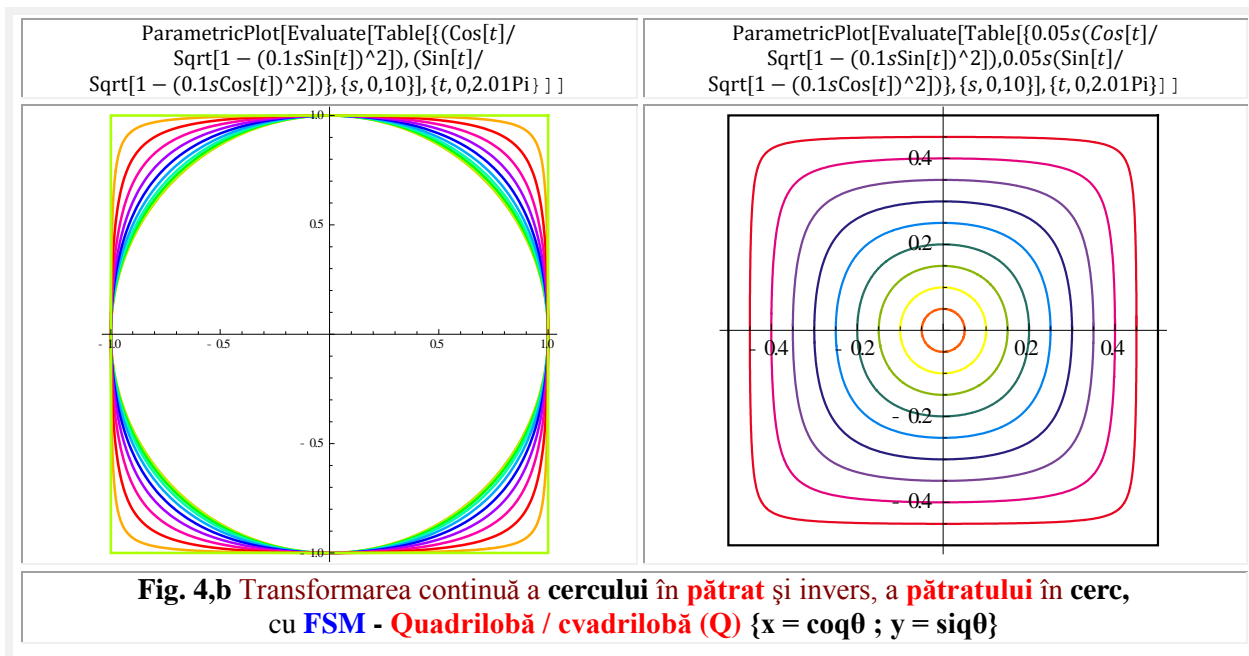 ParametricPlot[Evaluate[Table[{(Cos[t]/
Sqrt[1 − (0.1sSin[t])^2]), (Sin[t]/
Sqrt[1 − (0.1sCos[t])^2])}, {s, 0,10}], {t, 0,2.01Pi} ] ]
ParametricPlot[Evaluate[Table[{0.05s(Cos[t]/
Sqrt[1 − (0.1sSin[t])^2]),0.05s(Sin[t]/
Sqrt[1 − (0.1sCos[t])^2])}, {s, 0,10}], {t, 0,2.01Pi} ] ]
1.0
0.5
- 1.0
- 0.5
0.5
1.0
- 0.5
- 1.0
0.4
0.2
- 0.4
- 0.2
0.2
0.4
- 0.2
- 0.4
Fig. 4,b Transformarea continuă a cercului în pătrat şi invers, a pătratului în cerc,
cu FSM - Quadrilobă / cvadrilobă (Q) {x = coqθ ; y = siqθ}